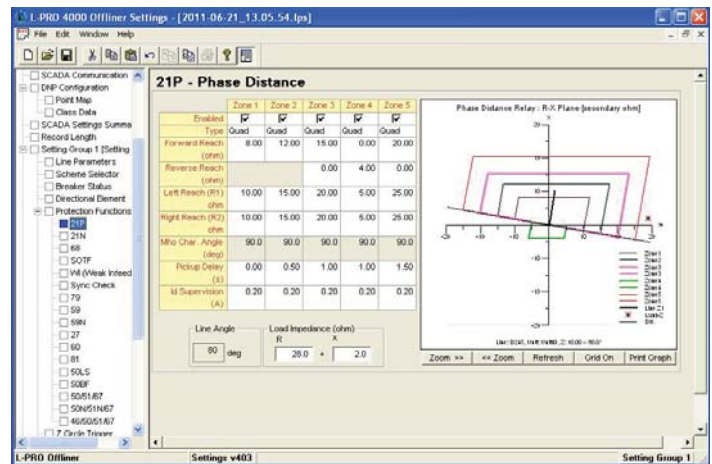 L-PRO 4000 Offliner Settings - [2011-06-21_13.05.54.lps]
File Edit Window Help
SCADA Communication
DNP Configuration
Point Map
Class Data
SCADA Settings Summa
Record Length
Setting Group 1 [Setting
Line Parameters
Scheme Selector
Breaker Status
Directional Element
Protection Functions
21P
21N
68
SOTF
WI (Weak Infeed
Sync Check
79
59
59N
27
60
81
50LS
50BF
50/51/67
50N/51N/67
46/50/51/67
Z Circle Trigger
21P - Phase Distance
Zone 1 Zone 2 Zone 3 Zone 4 Zone 5
Enabled
Type Quad Quad Quad Quad Quad
Forward Reach (ohm) 8.00 12.00 15.00 0.00 20.00
Reverse Reach (ohm) 0.00 4.00 0.00
Left Reach (R1) ohm 10.00 15.00 20.00 5.00 25.00
Right Reach (R2) ohm 10.00 15.00 20.00 5.00 25.00
Mho Char. Angle (deg) 90.0 90.0 90.0 90.0 90.0
Pickup Delay (s) 0.00 0.50 1.00 1.00 1.50
Id Supervision (A) 0.20 0.20 0.20 0.20 0.20
Line Angle
80 deg
Load Impedance (ohm)
R X
28.0 + 2.0
Phase Distance Relay : R-X Plane [secondary ohm]
X
20
10
-20 -10 10 20
-10
-20
Zone1
Zone2
Zone3
Zone4
Zone5
Line Z1
Load-Z
Zoom >> << Zoom Refresh Grid On Print Graph
L-PRO Offliner Settings v403 Setting Group 1